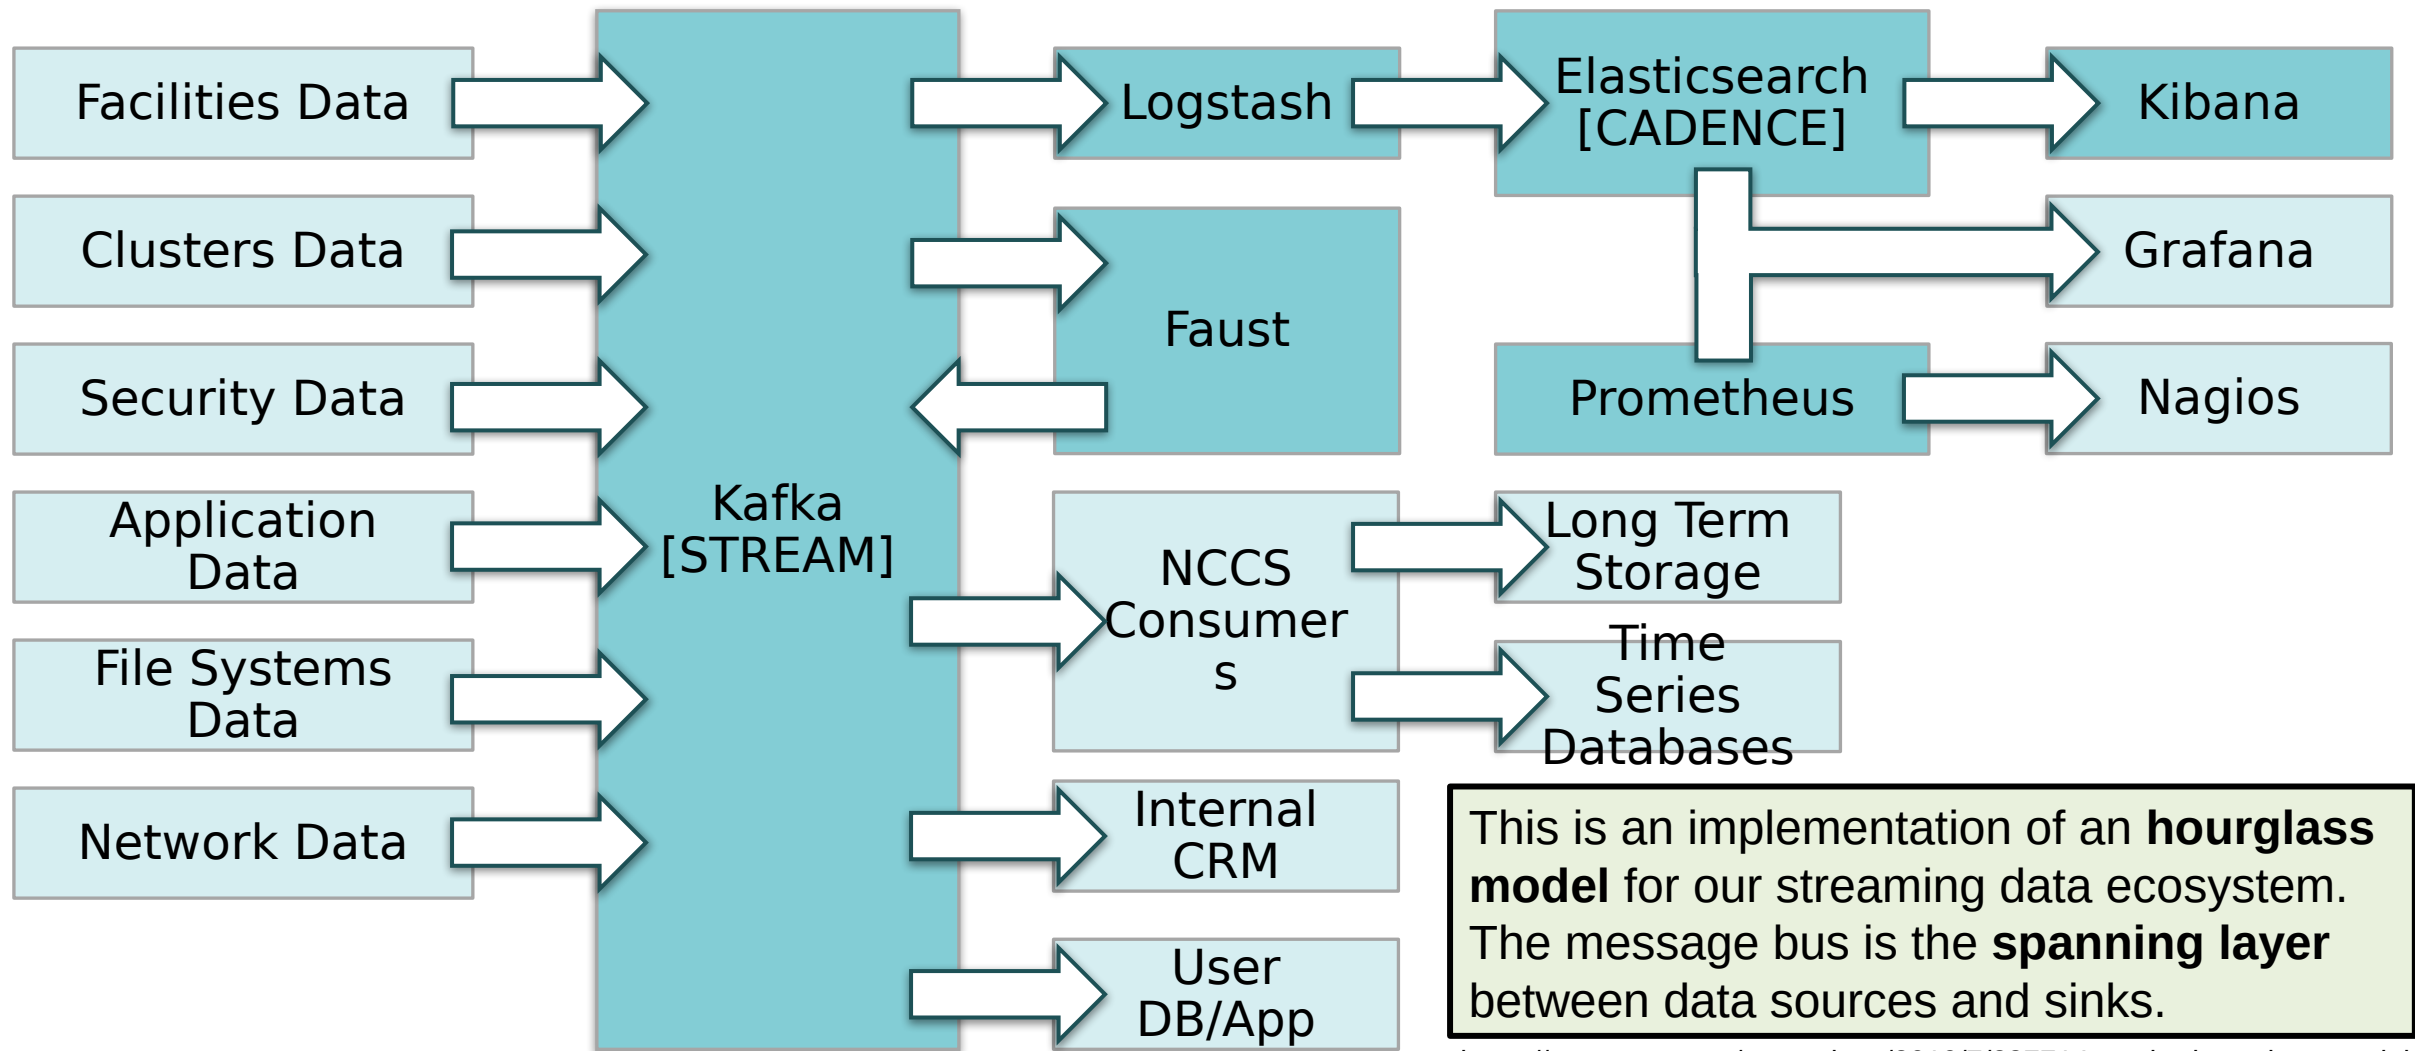 Facilities Data
Clusters Data
Security Data
Application
Data
File Systems
Data
Network Data
Kafka
[STREAM]
Logstash
Faust
NCCS
Consumer
s
Internal
CRM
User
DB/App
Elasticsearch
[CADENCE]
Prometheus
Long Term
Storage
Time
Series
Databases
Kibana
Grafana
Nagios
This is an implementation of an hourglass
model for our streaming data ecosystem.
The message bus is the spanning layer
between data sources and sinks.